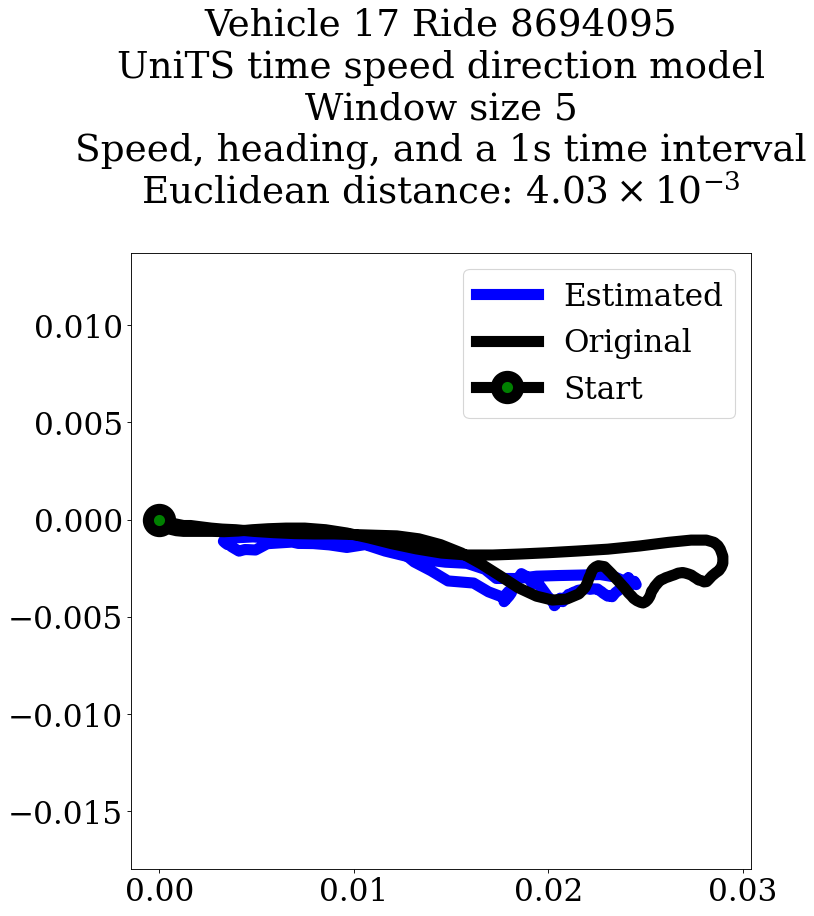 Vehicle 17 Ride 8694095
UniTS time speed direction model
Window size 5
Speed, heading, and a 1s time interval
Euclidean distance: 4.03 × 10⁻³
Estimated
Original
Start
0.010
0.005
0.000
−0.005
−0.010
−0.015
0.00 0.01 0.02 0.03